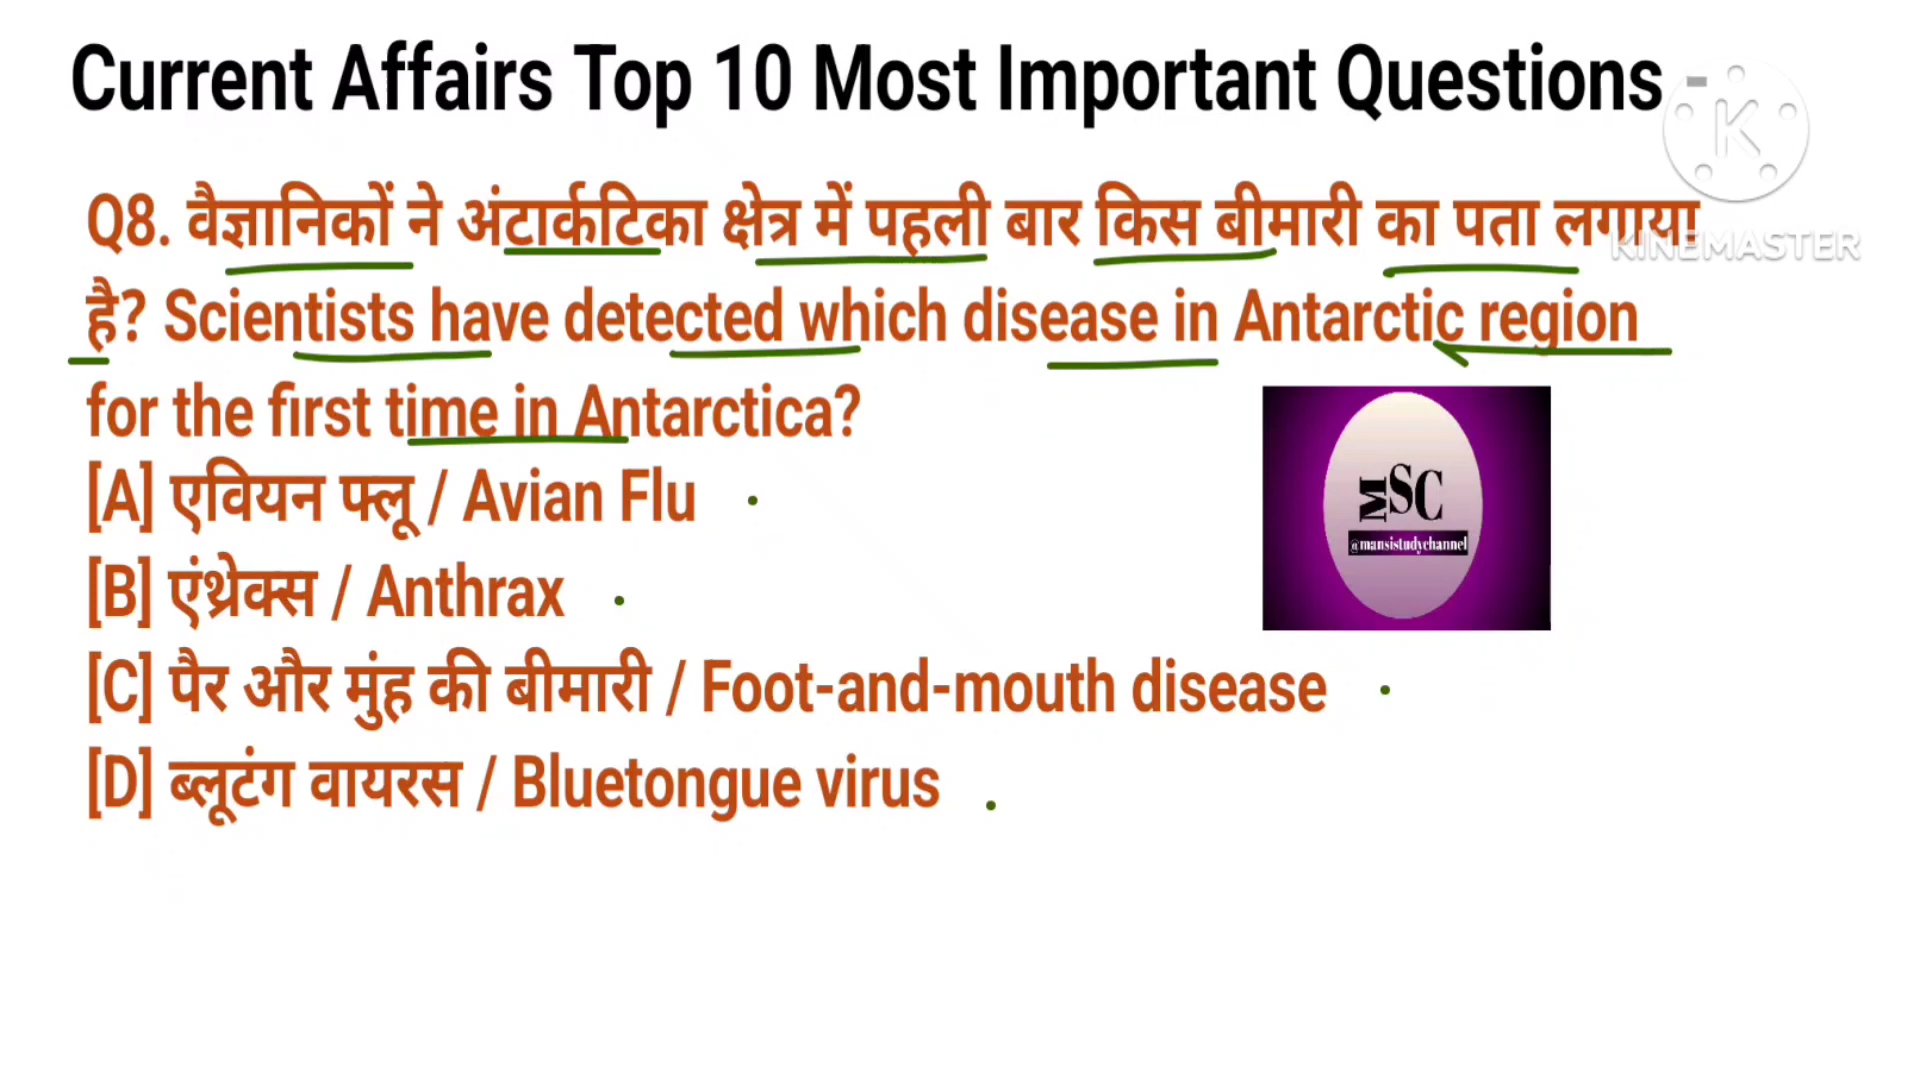 Current Affairs Top 10 Most Important Questions -
Q8. वैज्ञानिकों ने अंटार्कटिका क्षेत्र में पहली बार किस बीमारी का पता लगाया
KINEMASTER
है? Scientists have detected which disease in Antarctic region
for the first time in Antarctica?
[A] एवियन फ्लू / Avian Flu
MSC
@mansistudychannel
[B] एंथ्रेक्स / Anthrax
[C] पैर और मुंह की बीमारी / Foot-and-mouth disease
[D] ब्लूटंग वायरस / Bluetongue virus